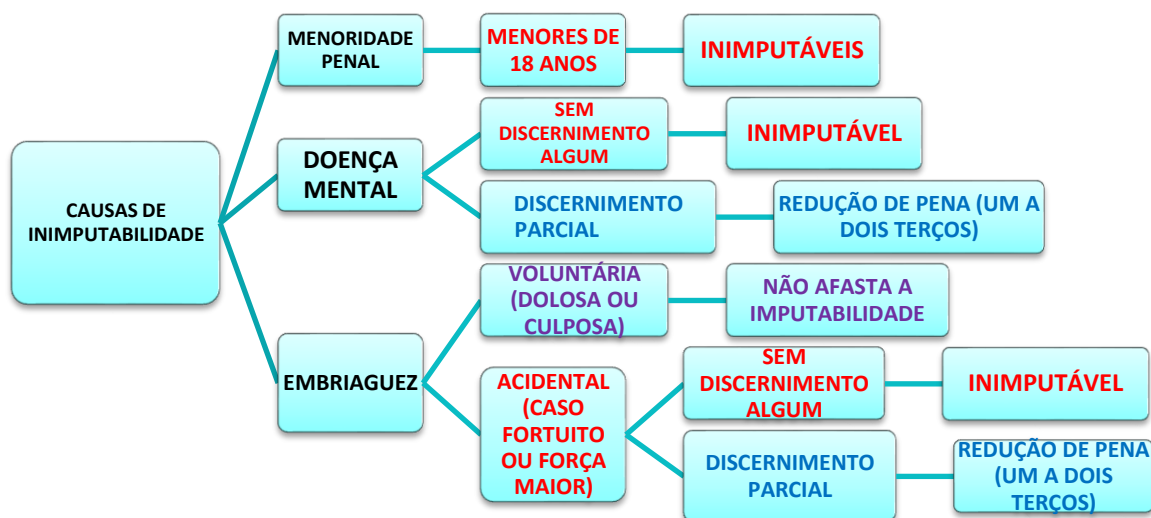 CAUSAS DE
INIMPUTABILIDADE
MENORIDADE
PENAL
MENORES DE
18 ANOS
INIMPUTÁVEIS
DOENÇA
MENTAL
SEM
DISCERNIMENTO
ALGUM
INIMPUTÁVEL
DISCERNIMENTO
PARCIAL
REDUÇÃO DE PENA (UM A
DOIS TERÇOS)
EMBRIAGUEZ
VOLUNTÁRIA
(DOLOSA OU
CULPOSA)
NÃO AFASTA A
IMPUTABILIDADE
ACIDENTAL
(CASO
FORTUITO
OU FORÇA
MAIOR)
SEM
DISCERNIMENTO
ALGUM
INIMPUTÁVEL
DISCERNIMENTO
PARCIAL
REDUÇÃO DE PENA
(UM A DOIS
TERÇOS)